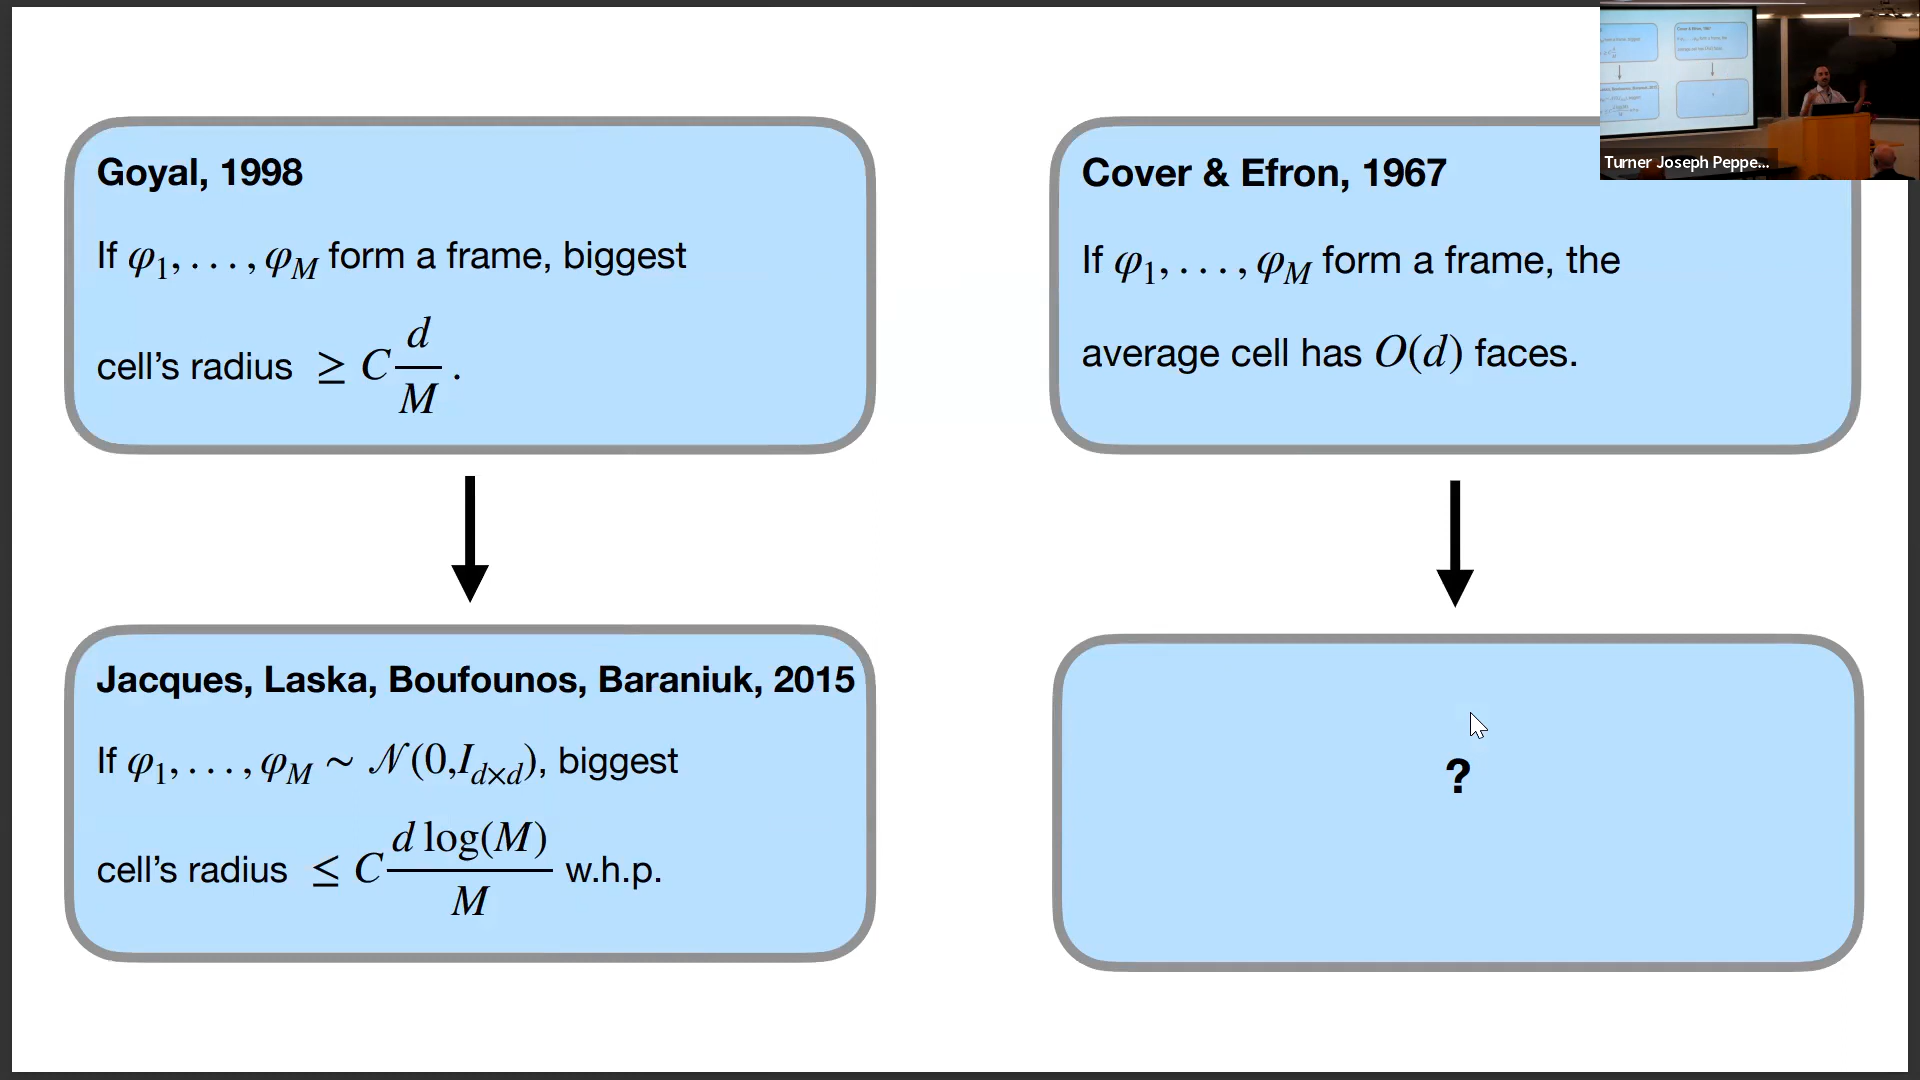 Goyal, 1998
If φ₁, . . . , φ_M form a frame, biggest
cell's radius ≥ C d/M .
Jacques, Laska, Boufounos, Baraniuk, 2015
If φ₁, . . . , φ_M ~ 𝒩(0,I_{d×d}), biggest
cell's radius ≤ C d log(M)/M w.h.p.
Cover & Efron, 1967
If φ₁, . . . , φ_M form a frame, the
average cell has O(d) faces.
?
Turner Joseph Peppe...